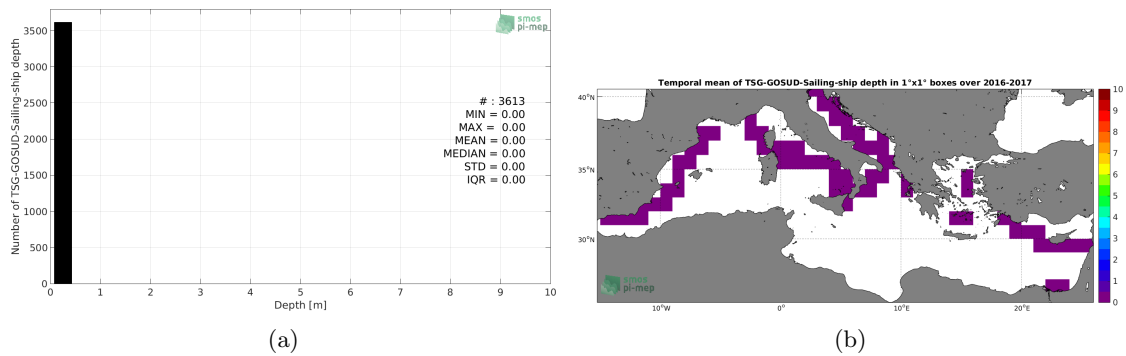 smos
pi-mep
Number of TSG-GOSUD-Sailing-ship depth
3500
3000
2500
2000
1500
1000
500
0
# : 3613
MIN = 0.00
MAX = 0.00
MEAN = 0.00
MEDIAN = 0.00
STD = 0.00
IQR = 0.00
0 1 2 3 4 5 6 7 8 9 10
Depth [m]
(a)
Temporal mean of TSG-GOSUD-Sailing-ship depth in 1°x1° boxes over 2016-2017
40°N
35°N
30°N
10°W 0° 10°E 20°E
smos
pi-mep
10
9
8
7
6
5
4
3
2
1
0
(b)